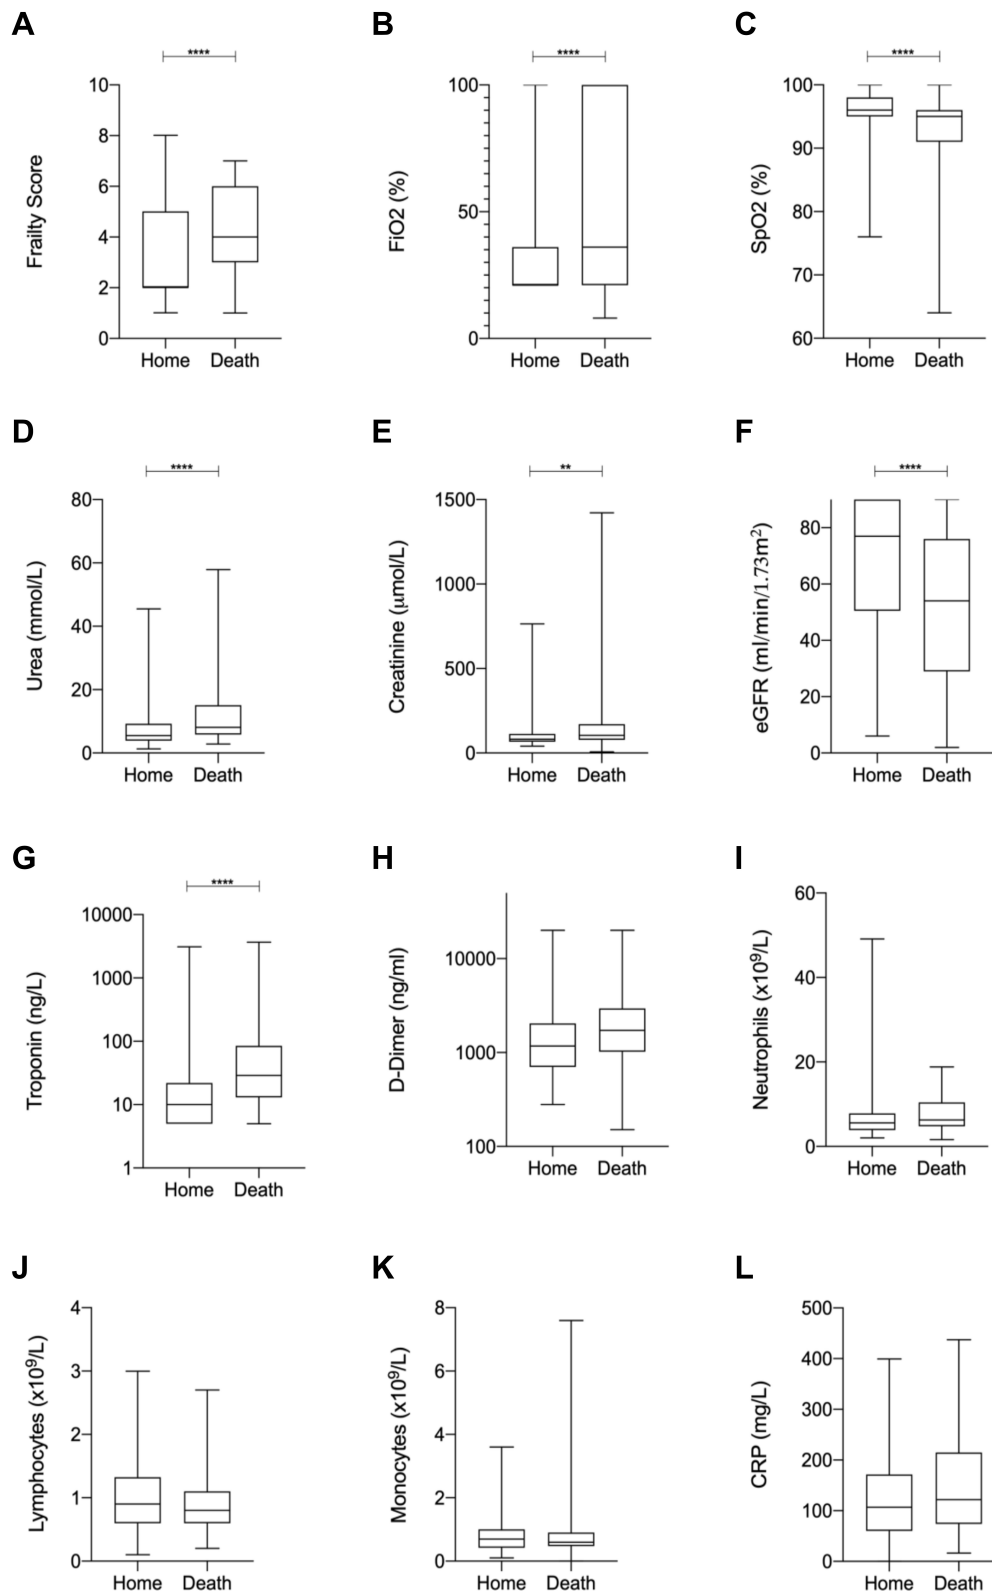 A
B
C
****
****
****
10
8
6
4
2
0
Frailty Score
Home
Death
100
50
0
FiO2 (%)
Home
Death
100
90
80
70
60
SpO2 (%)
Home
Death
D
E
F
****
**
****
80
60
40
20
0
Urea (mmol/L)
Home
Death
1500
1000
500
0
Creatinine (μmol/L)
Home
Death
80
60
40
20
0
eGFR (ml/min/1.73m²)
Home
Death
G
H
I
****
10000
1000
100
10
1
Troponin (ng/L)
Home
Death
10000
1000
100
D-Dimer (ng/ml)
Home
Death
60
40
20
0
Neutrophils (x10⁹/L)
Home
Death
J
K
L
4
3
2
1
0
Lymphocytes (x10⁹/L)
Home
Death
8
6
4
2
0
Monocytes (x10⁹/L)
Home
Death
500
400
300
200
100
0
CRP (mg/L)
Home
Death